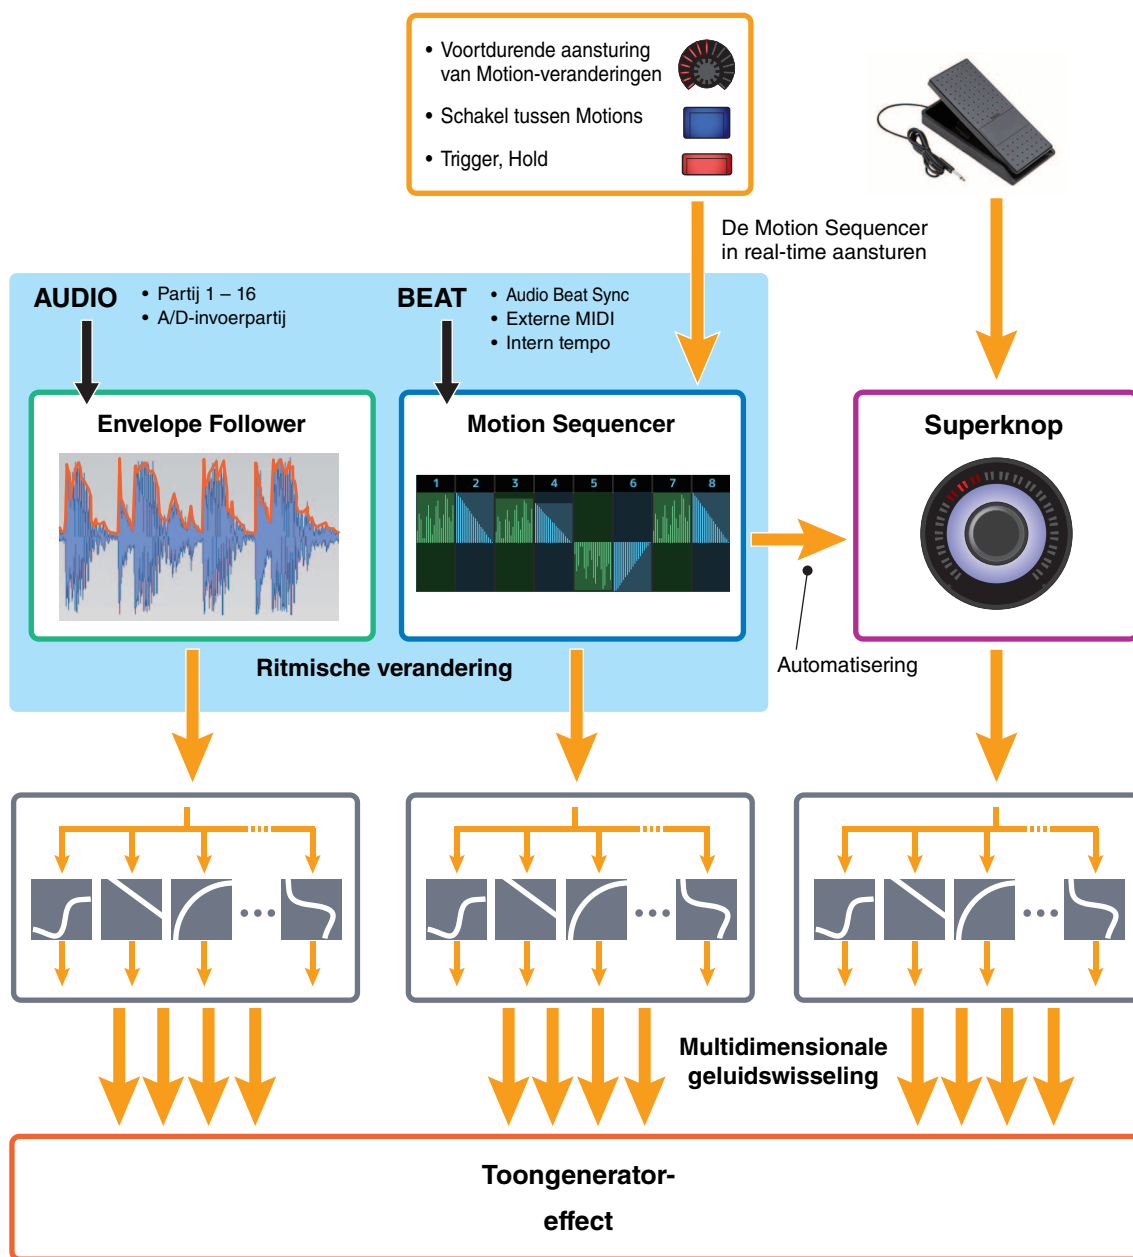 • Voortdurende aansturing
van Motion-veranderingen
• Schakel tussen Motions
• Trigger, Hold
De Motion Sequencer
in real-time aansturen
AUDIO
• Partij 1 – 16
• A/D-invoerpartij
BEAT
• Audio Beat Sync
• Externe MIDI
• Intern tempo
Envelope Follower
Motion Sequencer
1 2 3 4 5 6 7 8
Superknop
Automatisering
Ritmische verandering
Multidimensionale
geluidswisseling
Toongenerator-
effect